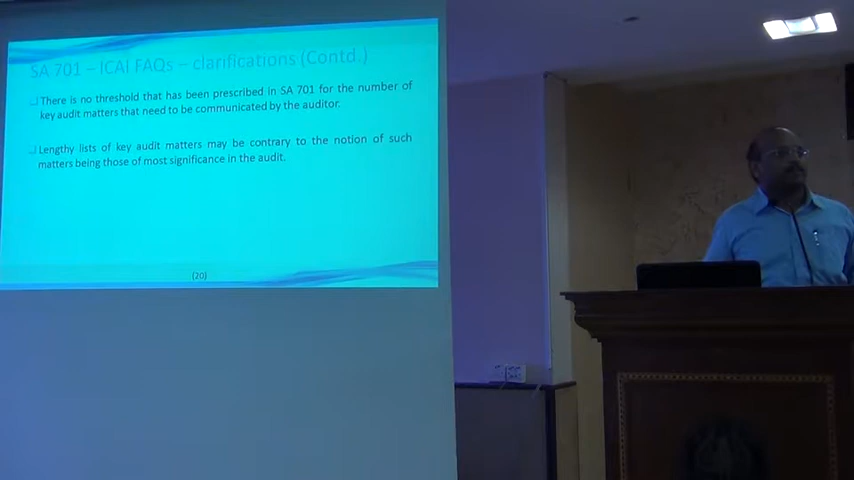 SA 701 – ICAI FAQs – clarifications (Contd.)
There is no threshold that has been prescribed in SA 701 for the number of
key audit matters that need to be communicated by the auditor.
Lengthy lists of key audit matters may be contrary to the notion of such
matters being those of most significance in the audit.
(20)